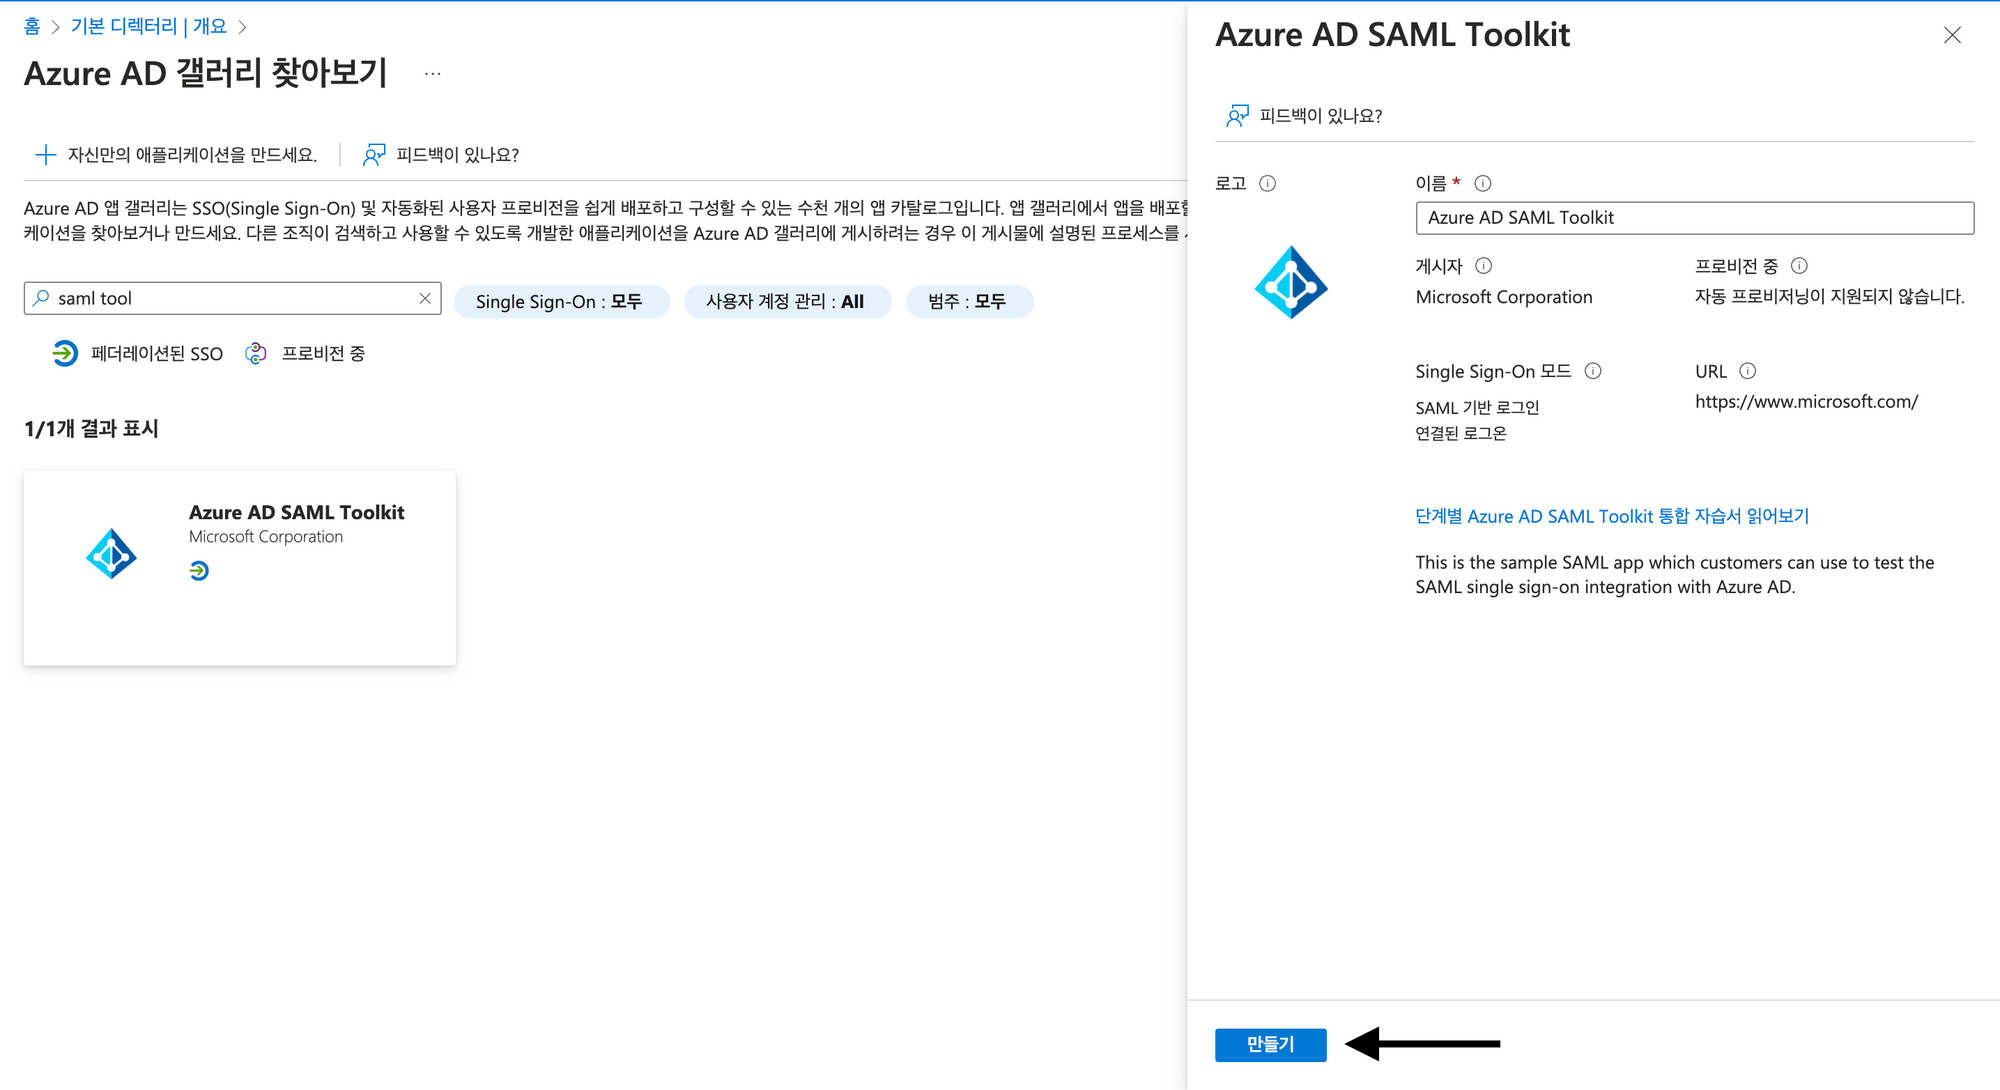 홈 > 기본 디렉터리 | 개요 >
Azure AD 갤러리 찾아보기 ...
자신만의 애플리케이션을 만드세요.
피드백이 있나요?
Azure AD 앱 갤러리는 SSO(Single Sign-On) 및 자동화된 사용자 프로비전을 쉽게 배포하고 구성할 수 있는 수천 개의 앱 카탈로그입니다. 앱 갤러리에서 앱을
케이션을 찾아보거나 만드세요. 다른 조직이 검색하고 사용할 수 있도록 개발한 애플리케이션을 Azure AD 갤러리에 게시하려는 경우 이 게시물에 설명된 프로세스를
saml tool
Single Sign-On : 모두
사용자 계정 관리 : All
범주 : 모두
페더레이션된 SSO
프로비전 중
1/1개 결과 표시
Azure AD SAML Toolkit
Microsoft Corporation
Azure AD SAML Toolkit
피드백이 있나요?
로고
이름 *
Azure AD SAML Toolkit
게시자
Microsoft Corporation
프로비전 중
자동 프로비저닝이 지원되지 않습니다.
Single Sign-On 모드
SAML 기반 로그인
연결된 로그온
URL
https://www.microsoft.com/
단계별 Azure AD SAML Toolkit 통합 자습서 읽어보기
This is the sample SAML app which customers can use to test the
SAML single sign-on integration with Azure AD.
만들기